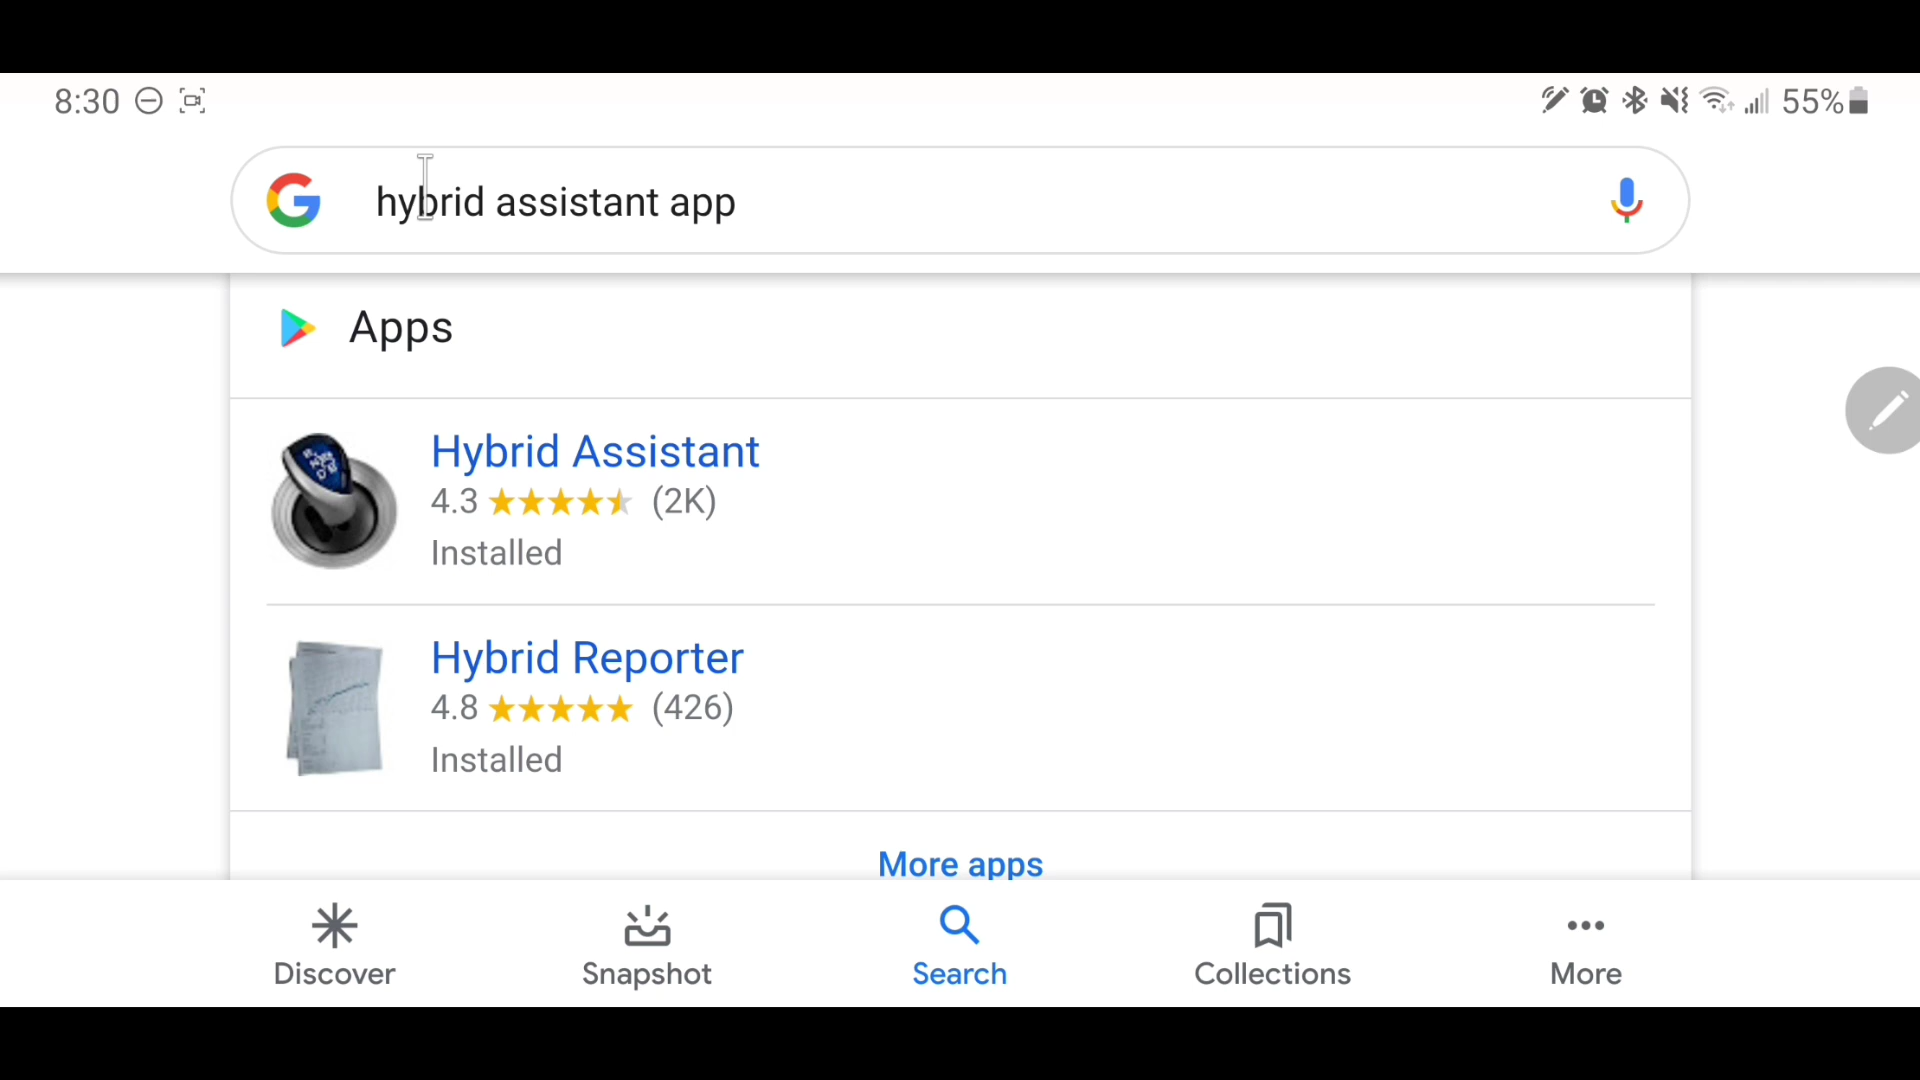 8:30 55%
hybrid assistant app
Apps
Hybrid Assistant
4.3 (2K)
Installed
Hybrid Reporter
4.8 (426)
Installed
More apps
Discover Snapshot Search Collections More